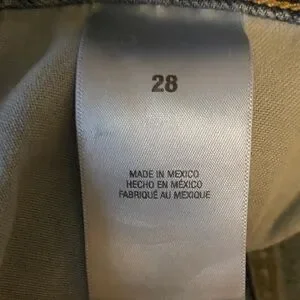 28
MADE IN MEXICO
HECHO EN MÉXICO
FABRIQUÉ AU MEXIQUE